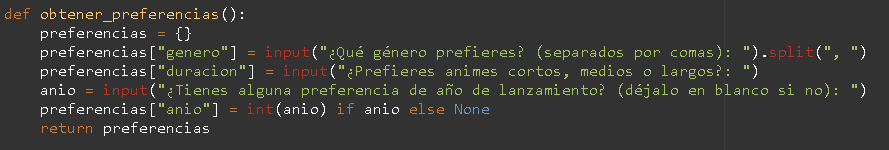 def obtener_preferencias():
    preferencias = {}
    preferencias["genero"] = input("¿Qué género prefieres? (separados por comas): ").split(", ")
    preferencias["duracion"] = input("¿Prefieres animes cortos, medios o largos?: ")
    anio = input("¿Tienes alguna preferencia de año de lanzamiento? (déjalo en blanco si no): ")
    preferencias["anio"] = int(anio) if anio else None
    return preferencias